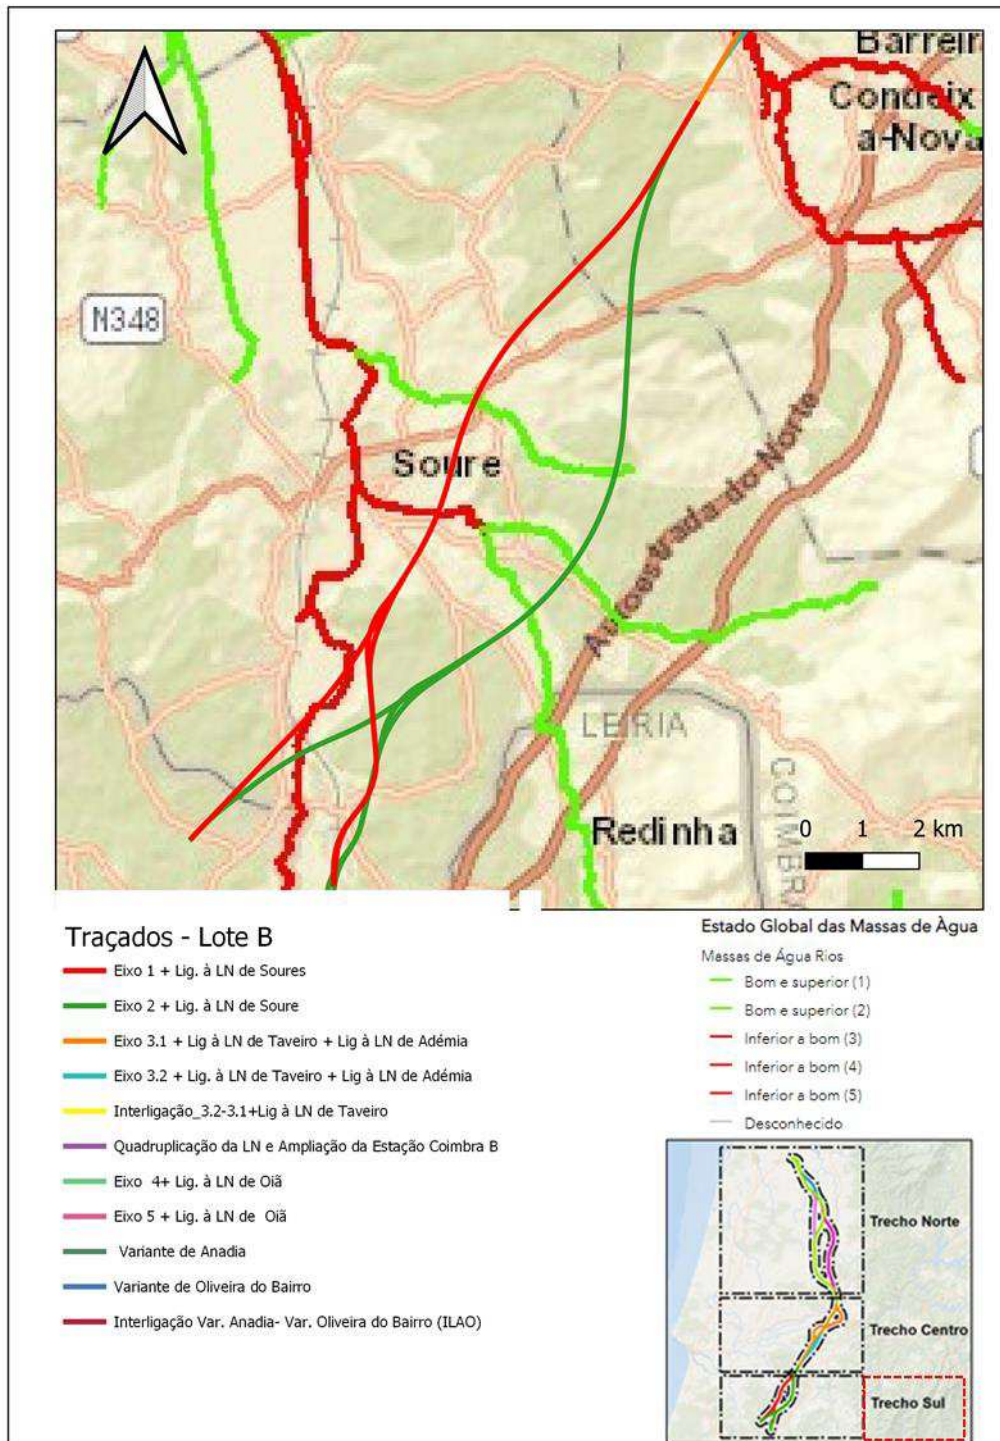 Barrein
Condeix
a-Nova
N348
Soure
Autoestrada do Norte
LEIRIA
COIMBR
Redinha
0 1 2 km
Traçados - Lote B
Eixo 1 + Lig. à LN de Soures
Eixo 2 + Lig. à LN de Soure
Eixo 3.1 + Lig à LN de Taveiro + Lig à LN de Adémia
Eixo 3.2 + Lig. à LN de Taveiro + Lig à LN de Adémia
Interligação_3.2-3.1+Lig à LN de Taveiro
Quadruplicação da LN e Ampliação da Estação Coimbra B
Eixo 4+ Lig. à LN de Oiã
Eixo 5 + Lig. à LN de Oiã
Variante de Anadia
Variante de Oliveira do Bairro
Interligação Var. Anadia- Var. Oliveira do Bairro (ILAO)
Estado Global das Massas de Àgua
Massas de Água Rios
Bom e superior (1)
Bom e superior (2)
Inferior a bom (3)
Inferior a bom (4)
Inferior a bom (5)
Desconhecido
Trecho Norte
Trecho Centro
Trecho Sul